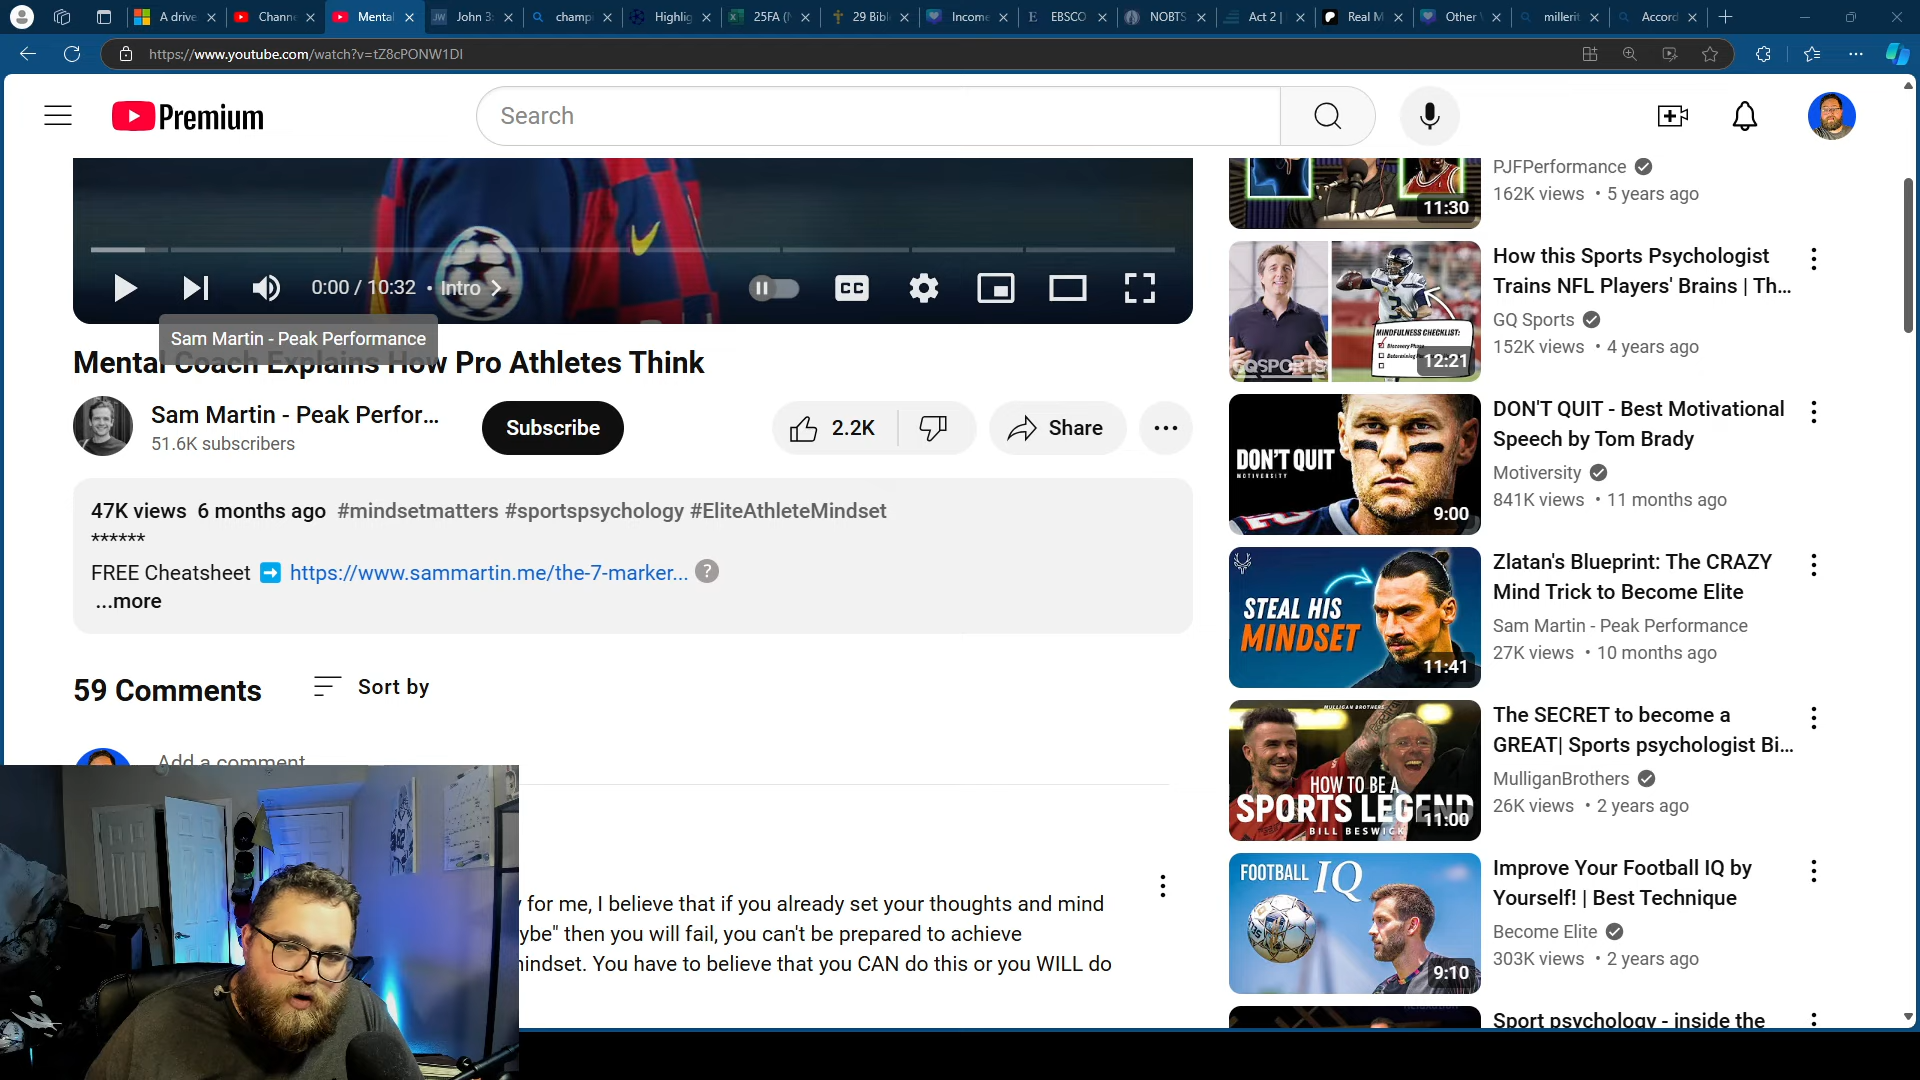 A drive
Channe
Mental
John 3:
champi
Highlig
25FA (I
29 Bibl
Income
EBSCO
NOBTS
Act 2 |
Real M
Other
millerit
Accord
https://www.youtube.com/watch?v=tZ8cPONW1DI
Premium
Search
0:00 / 10:32 • Intro
CC
Sam Martin - Peak Performance
Mental Coach Explains How Pro Athletes Think
Sam Martin - Peak Perfor...
51.6K subscribers
Subscribe
2.2K
Share
47K views 6 months ago #mindsetmatters #sportspsychology #EliteAthleteMindset
******
FREE Cheatsheet https://www.sammartin.me/the-7-marker... ?
...more
59 Comments
Sort by
Add a comment
for me, I believe that if you already set your thoughts and mind
ybe" then you will fail, you can't be prepared to achieve
mindset. You have to believe that you CAN do this or you WILL do
11:30
PJFPerformance
162K views • 5 years ago
MINDFULNESS CHECKLIST:
Discovery Phase
GQSPORTS
12:21
How this Sports Psychologist
Trains NFL Players' Brains | Th...
GQ Sports
152K views • 4 years ago
DON'T QUIT
MOTIVERSITY
9:00
DON'T QUIT - Best Motivational
Speech by Tom Brady
Motiversity
841K views • 11 months ago
STEAL HIS
MINDSET
11:41
Zlatan's Blueprint: The CRAZY
Mind Trick to Become Elite
Sam Martin - Peak Performance
27K views • 10 months ago
MULLIGAN BROTHERS
HOW TO BE A
SPORTS LEGEND
BILL BESWICK
11:00
The SECRET to become a
GREAT| Sports psychologist Bi...
MulliganBrothers
26K views • 2 years ago
FOOTBALL IQ
9:10
Improve Your Football IQ by
Yourself! | Best Technique
Become Elite
303K views • 2 years ago
Sport psychology - inside the